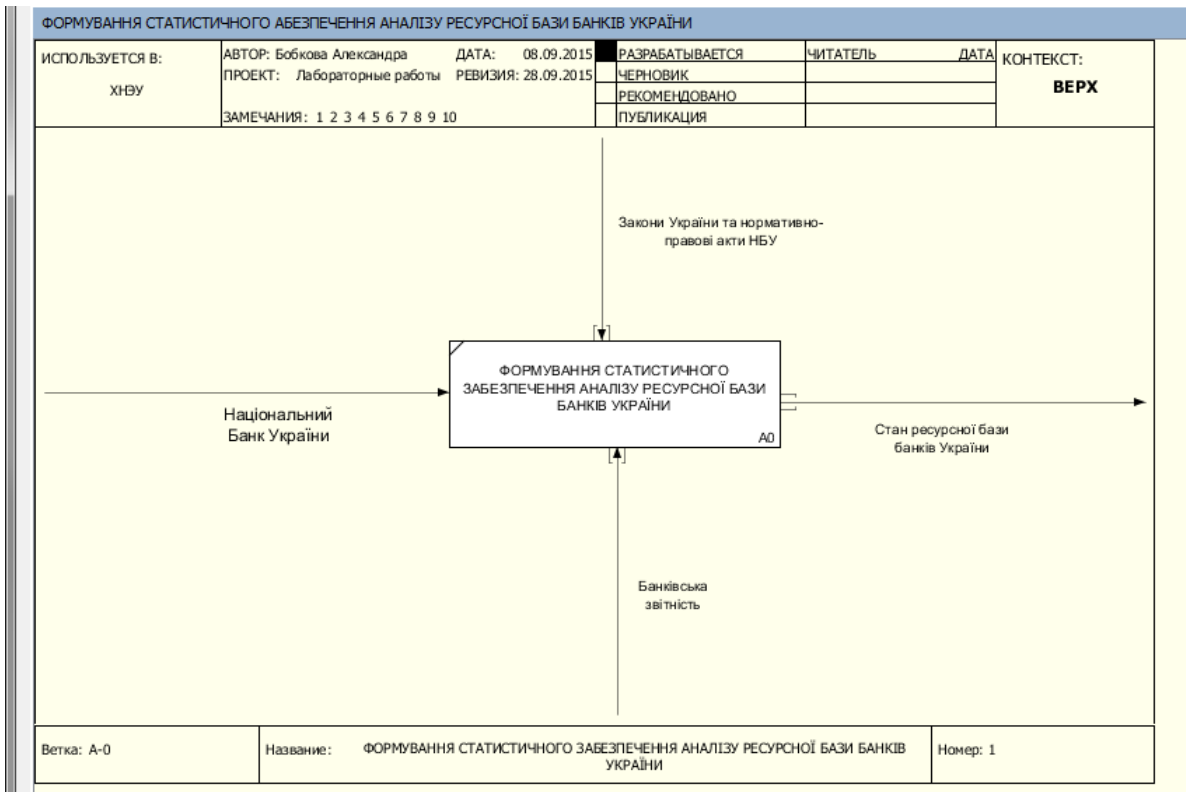 ФОРМУВАННЯ СТАТИСТИЧНОГО АБЕЗПЕЧЕННЯ АНАЛІЗУ РЕСУРСНОЇ БАЗИ БАНКІВ УКРАЇНИ
ИСПОЛЬЗУЕТСЯ В:
ХНЭУ
АВТОР: Бобкова Александра ДАТА: 08.09.2015
ПРОЕКТ: Лабораторные работы РЕВИЗИЯ: 28.09.2015
ЗАМЕЧАНИЯ: 1 2 3 4 5 6 7 8 9 10
РАЗРАБАТЫВАЕТСЯ
ЧЕРНОВИК
РЕКОМЕНДОВАНО
ПУБЛИКАЦИЯ
ЧИТАТЕЛЬ ДАТА
КОНТЕКСТ:
ВЕРХ
Закони України та нормативно-
правові акти НБУ
ФОРМУВАННЯ СТАТИСТИЧНОГО
ЗАБЕЗПЕЧЕННЯ АНАЛІЗУ РЕСУРСНОЇ БАЗИ
БАНКІВ УКРАЇНИ
A0
Національний
Банк України
Стан ресурсної бази
банків України
Банківська
звітність
Ветка: A-0
Название: ФОРМУВАННЯ СТАТИСТИЧНОГО ЗАБЕЗПЕЧЕННЯ АНАЛІЗУ РЕСУРСНОЇ БАЗИ БАНКІВ
УКРАЇНИ
Номер: 1